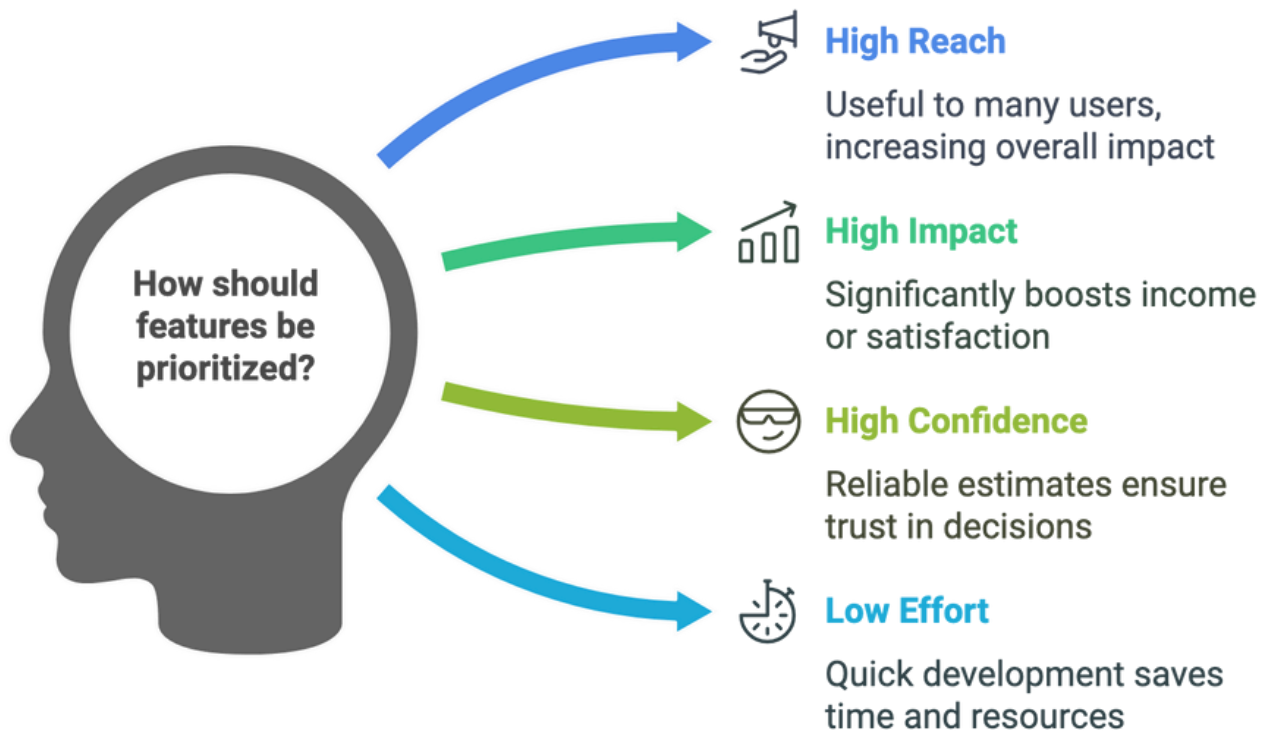 How should
features be
prioritized?
High Reach
Useful to many users,
increasing overall impact
High Impact
Significantly boosts income
or satisfaction
High Confidence
Reliable estimates ensure
trust in decisions
Low Effort
Quick development saves
time and resources